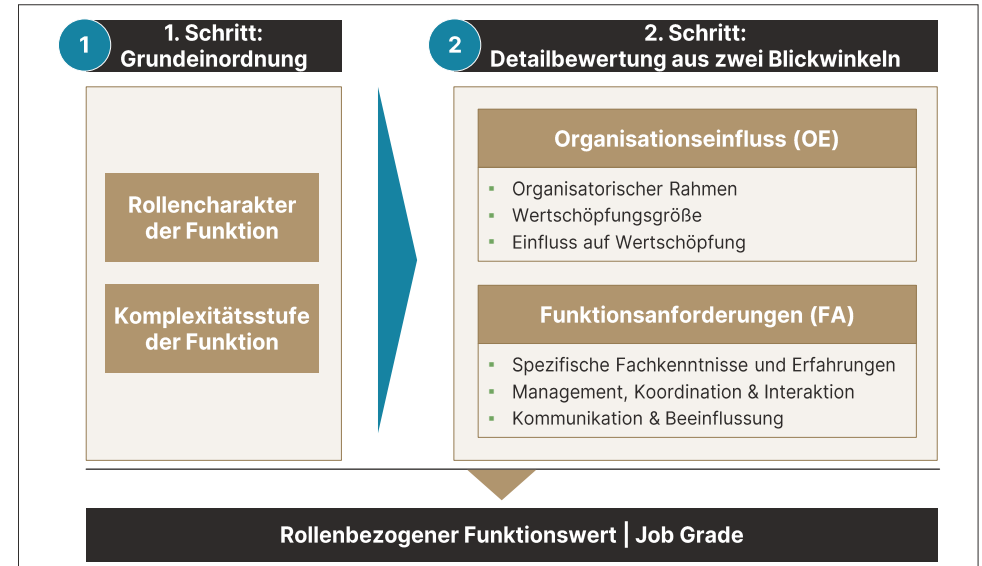 1
1. Schritt:
Grundeinordnung
Rollencharakter
der Funktion
Komplexitätsstufe
der Funktion
2
2. Schritt:
Detailbewertung aus zwei Blickwinkeln
Organisationseinfluss (OE)
▪ Organisatorischer Rahmen
▪ Wertschöpfungsgröße
▪ Einfluss auf Wertschöpfung
Funktionsanforderungen (FA)
▪ Spezifische Fachkenntnisse und Erfahrungen
▪ Management, Koordination & Interaktion
▪ Kommunikation & Beeinflussung
Rollenbezogener Funktionswert | Job Grade